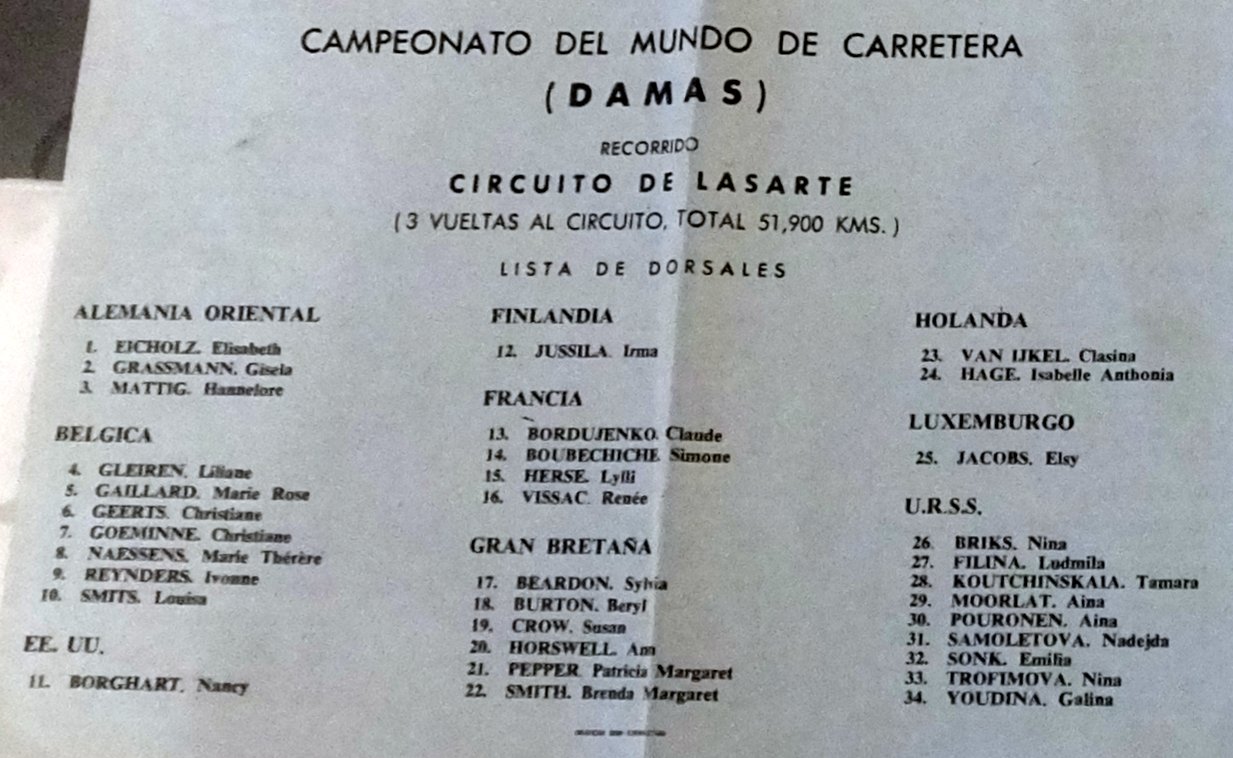 CAMPEONATO DEL MUNDO DE CARRETERA
(DAMAS)
RECORRIDO
CIRCUITO DE LASARTE
(3 VUELTAS AL CIRCUITO, TOTAL 51,900 KMS.)
LISTA DE DORSALES
ALEMANIA ORIENTAL
1. EICHOLZ. Elisabeth
2. GRASSMANN. Gisela
3. MATTIG. Hannelore
BELGICA
4. GLEIREN. Liliane
5. GAILLARD. Marie Rose
6. GEERTS. Christiane
7. GOEMINNE. Christiane
8. NAESSENS. Marie Thérère
9. REYNDERS. Ivonne
10. SMITS. Louisa
EE. UU.
11. BORGHART. Nancy
FINLANDIA
12. JUSSILA. Irma
FRANCIA
13. BORDUJENKO. Claude
14. BOUBECHICHE. Simone
15. HERSE. Lylli
16. VISSAC. Renée
GRAN BRETAÑA
17. BEARDON. Sylvia
18. BURTON. Beryl
19. CROW. Susan
20. HORSWELL. Ann
21. PEPPER. Patricia Margaret
22. SMITH. Brenda Margaret
HOLANDA
23. VAN IJKEL. Clasina
24. HAGE. Isabelle Anthonia
LUXEMBURGO
25. JACOBS. Elsy
U.R.S.S.
26. BRIKS. Nina
27. FILINA. Ludmila
28. KOUTCHINSKAIA. Tamara
29. MOORLAT. Aina
30. POURONEN. Aina
31. SAMOLETOVA. Nadejda
32. SONK. Emilia
33. TROFIMOVA. Nina
34. YOUDINA. Galina